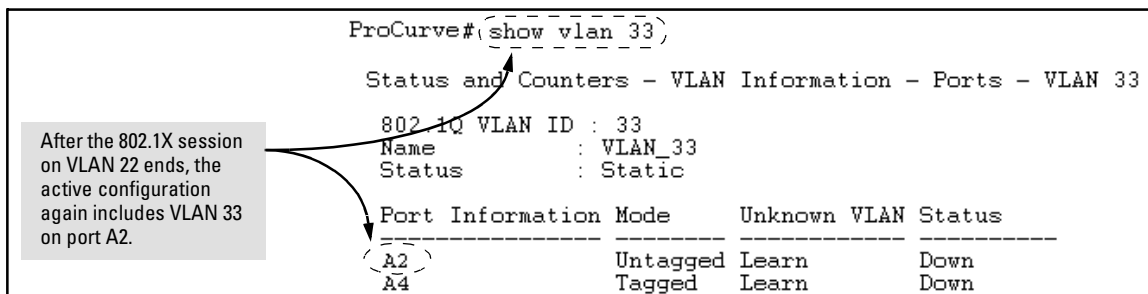 ProCurve# show vlan 33
Status and Counters - VLAN Information - Ports - VLAN 33
802.1Q VLAN ID : 33
Name : VLAN_33
Status : Static
After the 802.1X session
on VLAN 22 ends, the
active configuration
again includes VLAN 33
on port A2.
Port Information Mode Unknown VLAN Status
---------------- -------- ------------ ----------
A2 Untagged Learn Down
A4 Tagged Learn Down